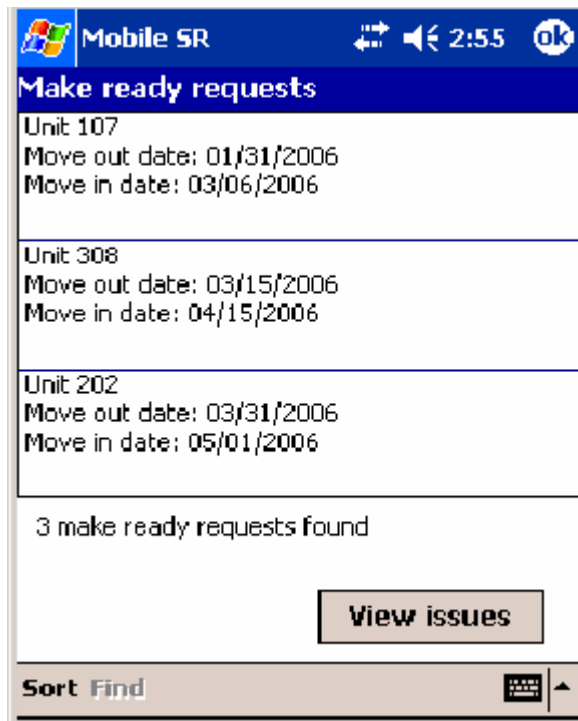 Mobile SR 2:55 ok
Make ready requests
Unit 107
Move out date: 01/31/2006
Move in date: 03/06/2006
Unit 308
Move out date: 03/15/2006
Move in date: 04/15/2006
Unit 202
Move out date: 03/31/2006
Move in date: 05/01/2006
3 make ready requests found
View issues
Sort Find